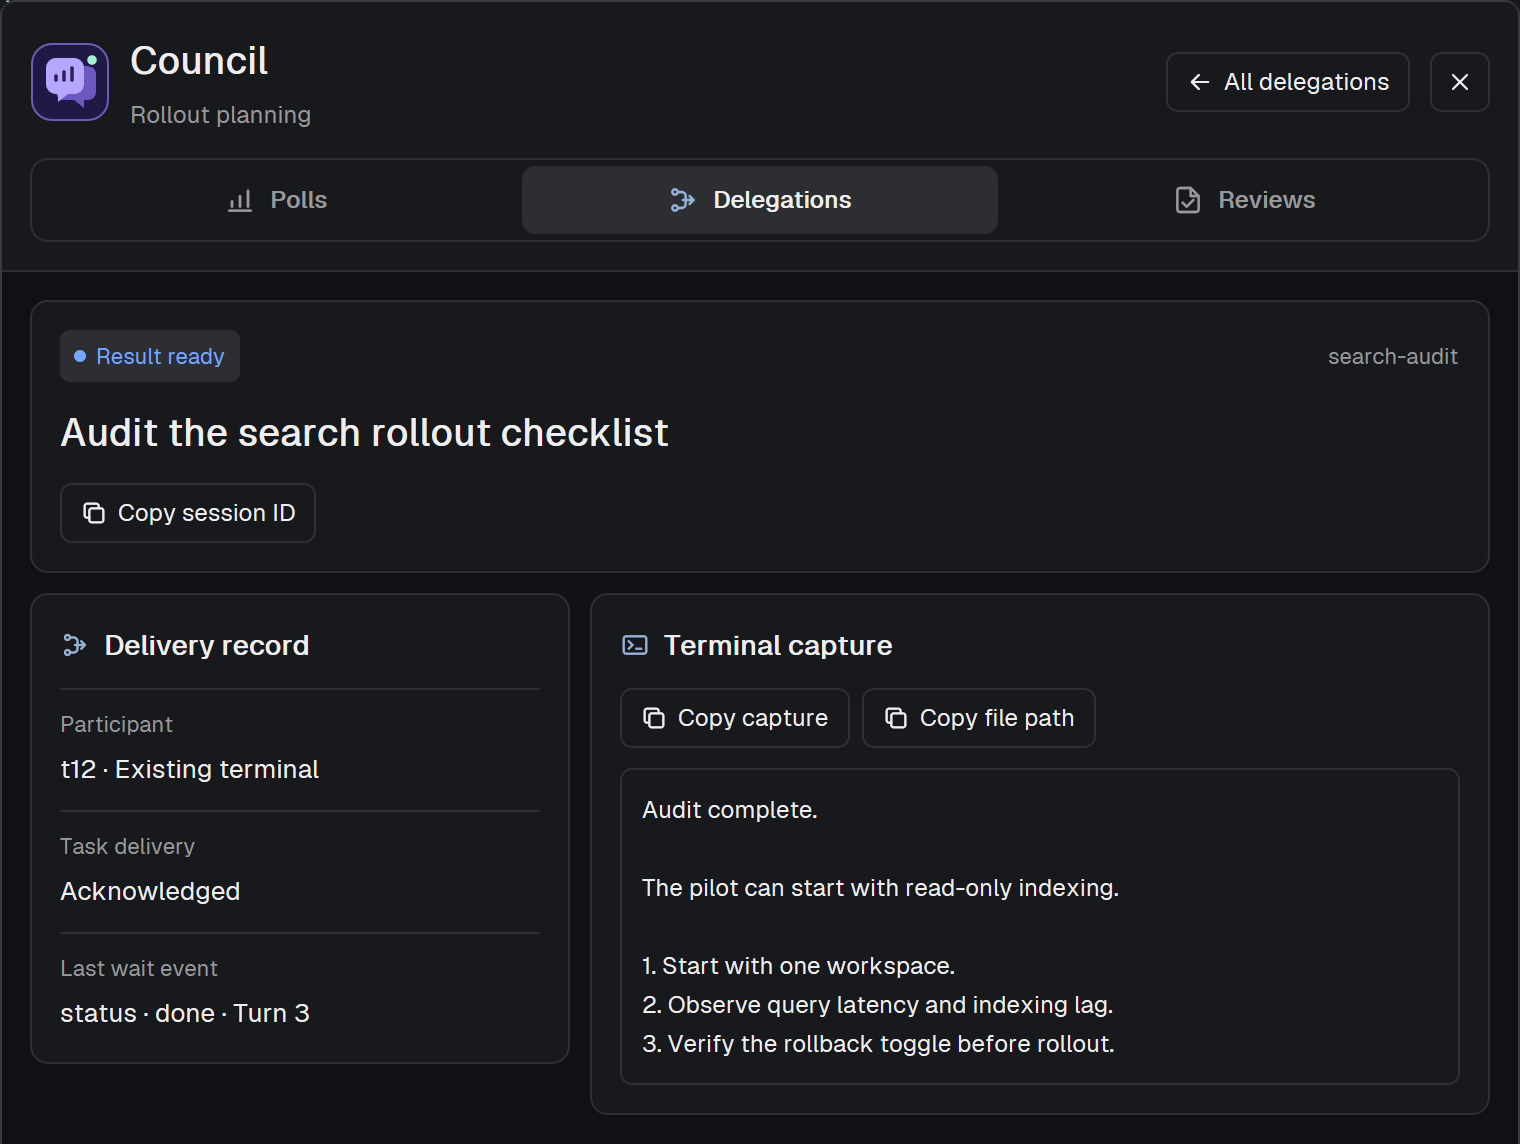 Council
Rollout planning
All delegations
Polls
Delegations
Reviews
Result ready
search-audit
Audit the search rollout checklist
Copy session ID
Delivery record
Participant
t12 · Existing terminal
Task delivery
Acknowledged
Last wait event
status · done · Turn 3
Terminal capture
Copy capture
Copy file path
Audit complete.
The pilot can start with read-only indexing.
1. Start with one workspace.
2. Observe query latency and indexing lag.
3. Verify the rollback toggle before rollout.